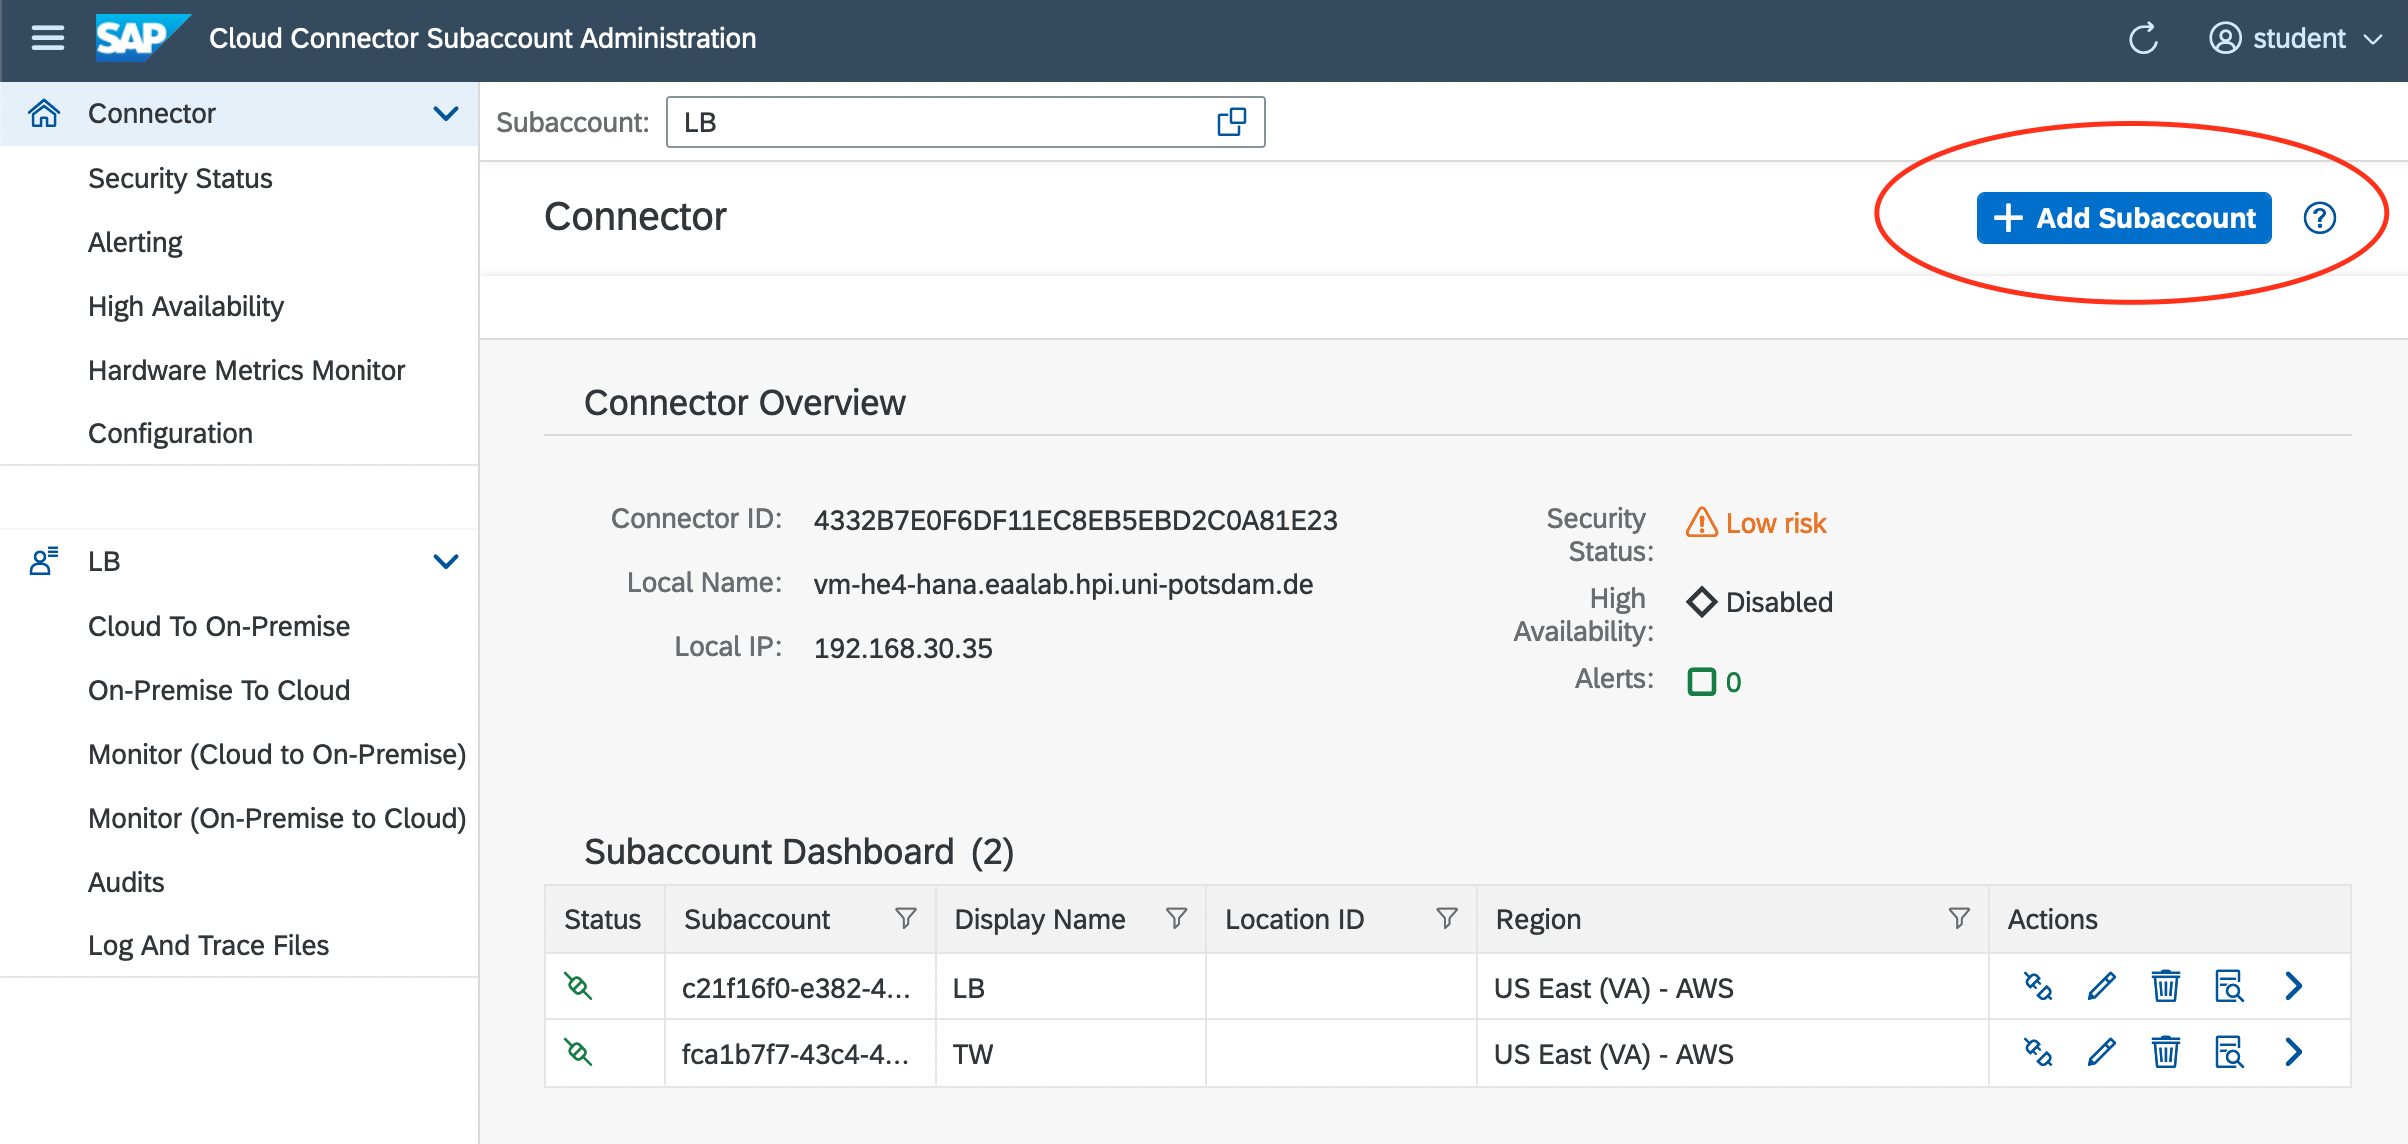 SAP Cloud Connector Subaccount Administration
student
Connector
Security Status
Alerting
High Availability
Hardware Metrics Monitor
Configuration
LB
Cloud To On-Premise
On-Premise To Cloud
Monitor (Cloud to On-Premise)
Monitor (On-Premise to Cloud)
Audits
Log And Trace Files
Subaccount: LB
Connector
+ Add Subaccount ?
Connector Overview
Connector ID: 4332B7E0F6DF11EC8EB5EBD2C0A81E23
Local Name: vm-he4-hana.eaalab.hpi.uni-potsdam.de
Local IP: 192.168.30.35
Security
Status: Low risk
High
Availability: Disabled
Alerts: 0
Subaccount Dashboard (2)
Status Subaccount Display Name Location ID Region Actions
c21f16f0-e382-4... LB US East (VA) - AWS
fca1b7f7-43c4-4... TW US East (VA) - AWS